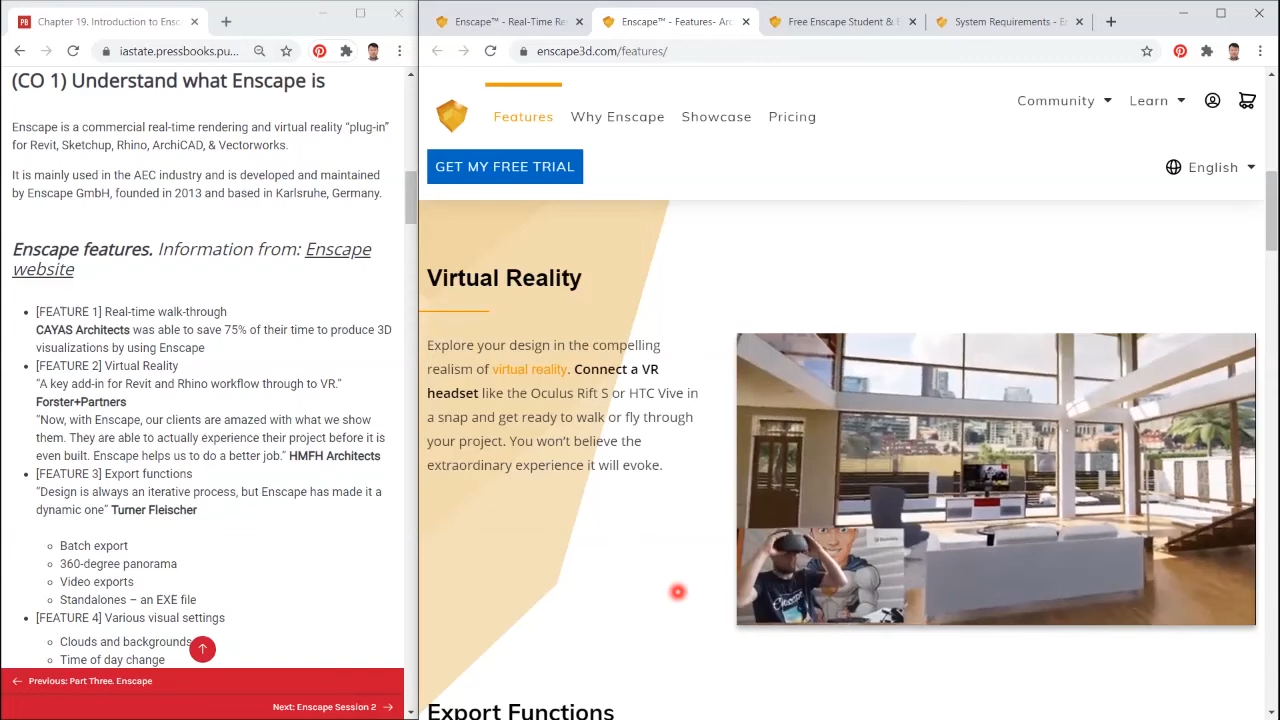 Chapter 19. Introduction to Ensc
iastate.pressbooks.pu...
(CO 1) Understand what Enscape is
Enscape is a commercial real-time rendering and virtual reality “plug-in”
for Revit, Sketchup, Rhino, ArchiCAD, & Vectorworks.
It is mainly used in the AEC industry and is developed and maintained
by Enscape GmbH, founded in 2013 and based in Karlsruhe, Germany.
Enscape features. Information from: Enscape
website
[FEATURE 1] Real-time walk-through
CAYAS Architects was able to save 75% of their time to produce 3D
visualizations by using Enscape
[FEATURE 2] Virtual Reality
“A key add-in for Revit and Rhino workflow through to VR.”
Forster+Partners
“Now, with Enscape, our clients are amazed with what we show
them. They are able to actually experience their project before it is
even built. Enscape helps us to do a better job.” HMFH Architects
[FEATURE 3] Export functions
“Design is always an iterative process, but Enscape has made it a
dynamic one” Turner Fleischer
Batch export
360-degree panorama
Video exports
Standalones – an EXE file
[FEATURE 4] Various visual settings
Clouds and backgrounds
Time of day change
Previous: Part Three. Enscape
Next: Enscape Session 2
Enscape™ - Real-Time Re
Enscape™ - Features- Arc
Free Enscape Student & E
System Requirements - E
enscape3d.com/features/
Features Why Enscape Showcase Pricing
Community Learn
GET MY FREE TRIAL
English
Virtual Reality
Explore your design in the compelling
realism of virtual reality. Connect a VR
headset like the Oculus Rift S or HTC Vive in
a snap and get ready to walk or fly through
your project. You won’t believe the
extraordinary experience it will evoke.
Export Functions